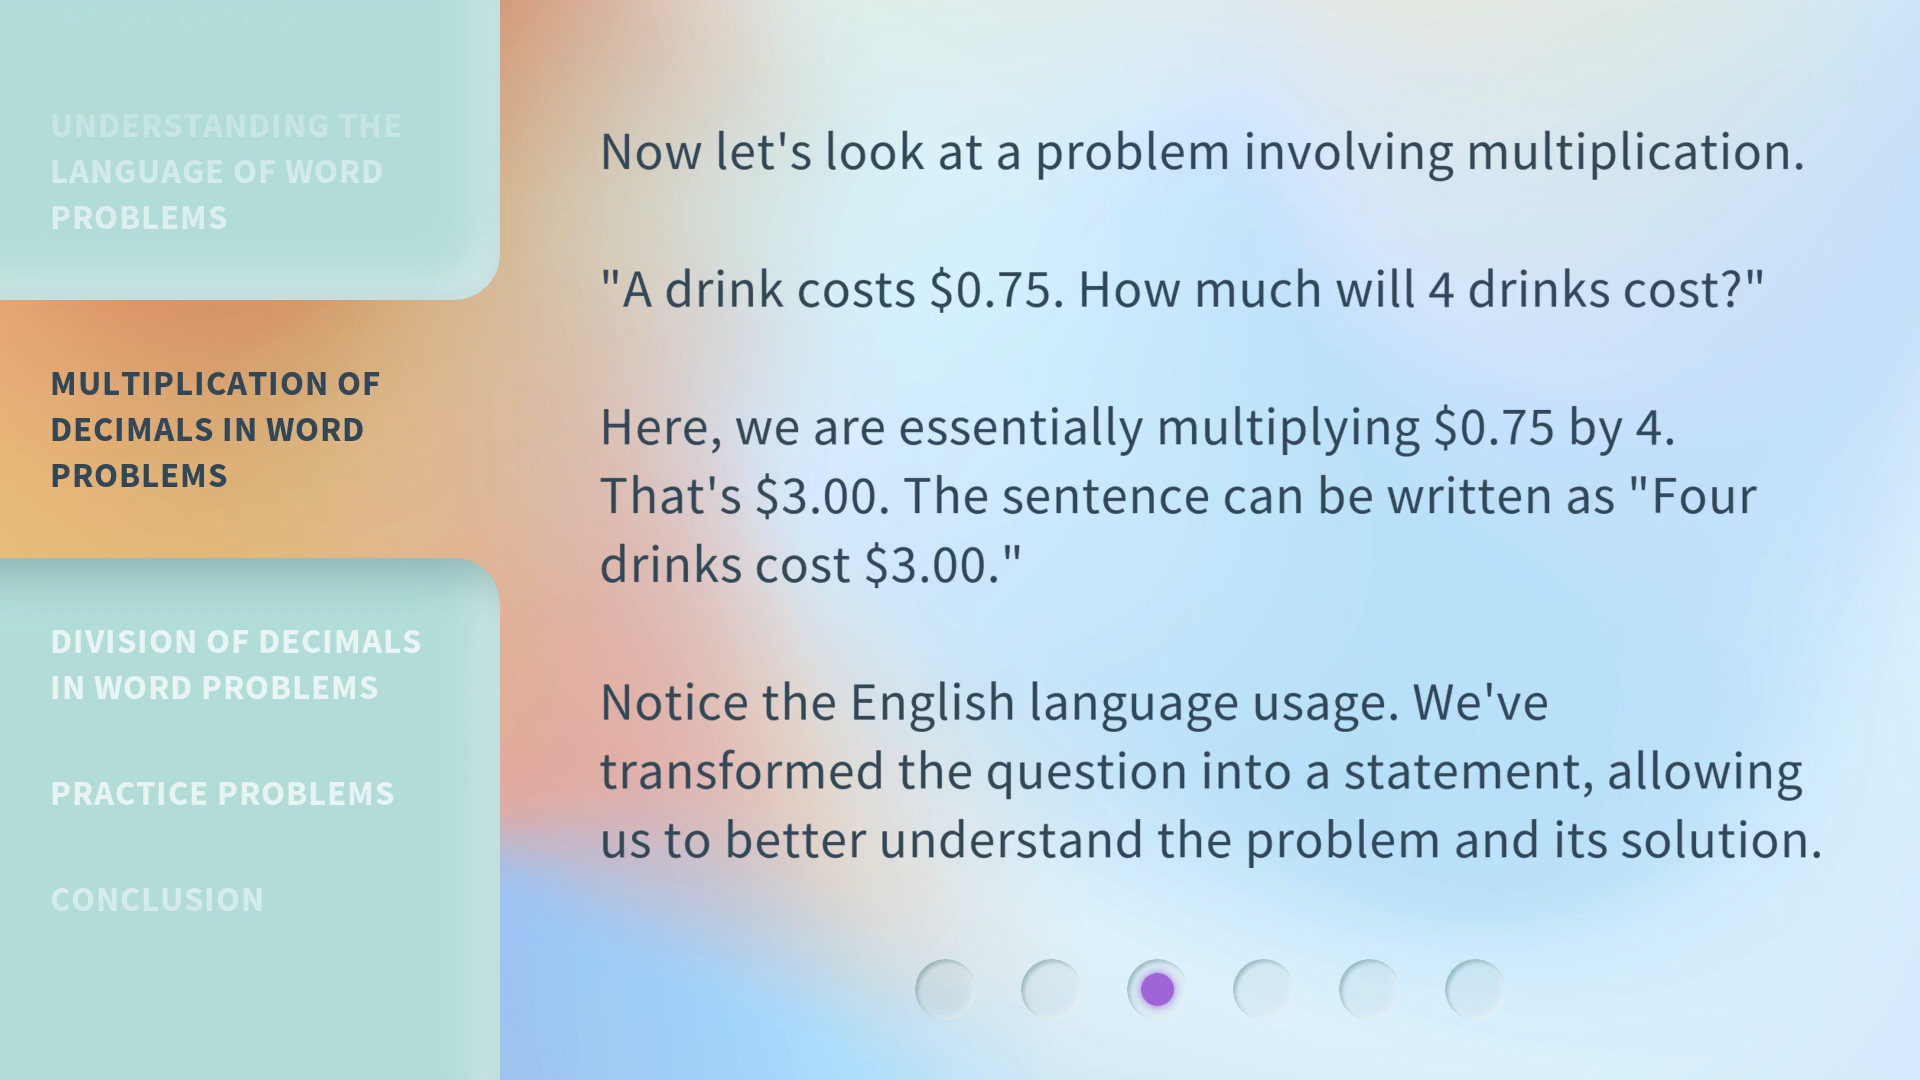 INTRODUCTION
UNDERSTANDING THE
LANGUAGE OF WORD
PROBLEMS
MULTIPLICATION OF
DECIMALS IN WORD
PROBLEMS
DIVISION OF DECIMALS
IN WORD PROBLEMS
PRACTICE PROBLEMS
CONCLUSION
Now let's look at a problem involving multiplication.
"A drink costs $0.75. How much will 4 drinks cost?"
Here, we are essentially multiplying $0.75 by 4.
That's $3.00. The sentence can be written as "Four
drinks cost $3.00."
Notice the English language usage. We've
transformed the question into a statement, allowing
us to better understand the problem and its solution.